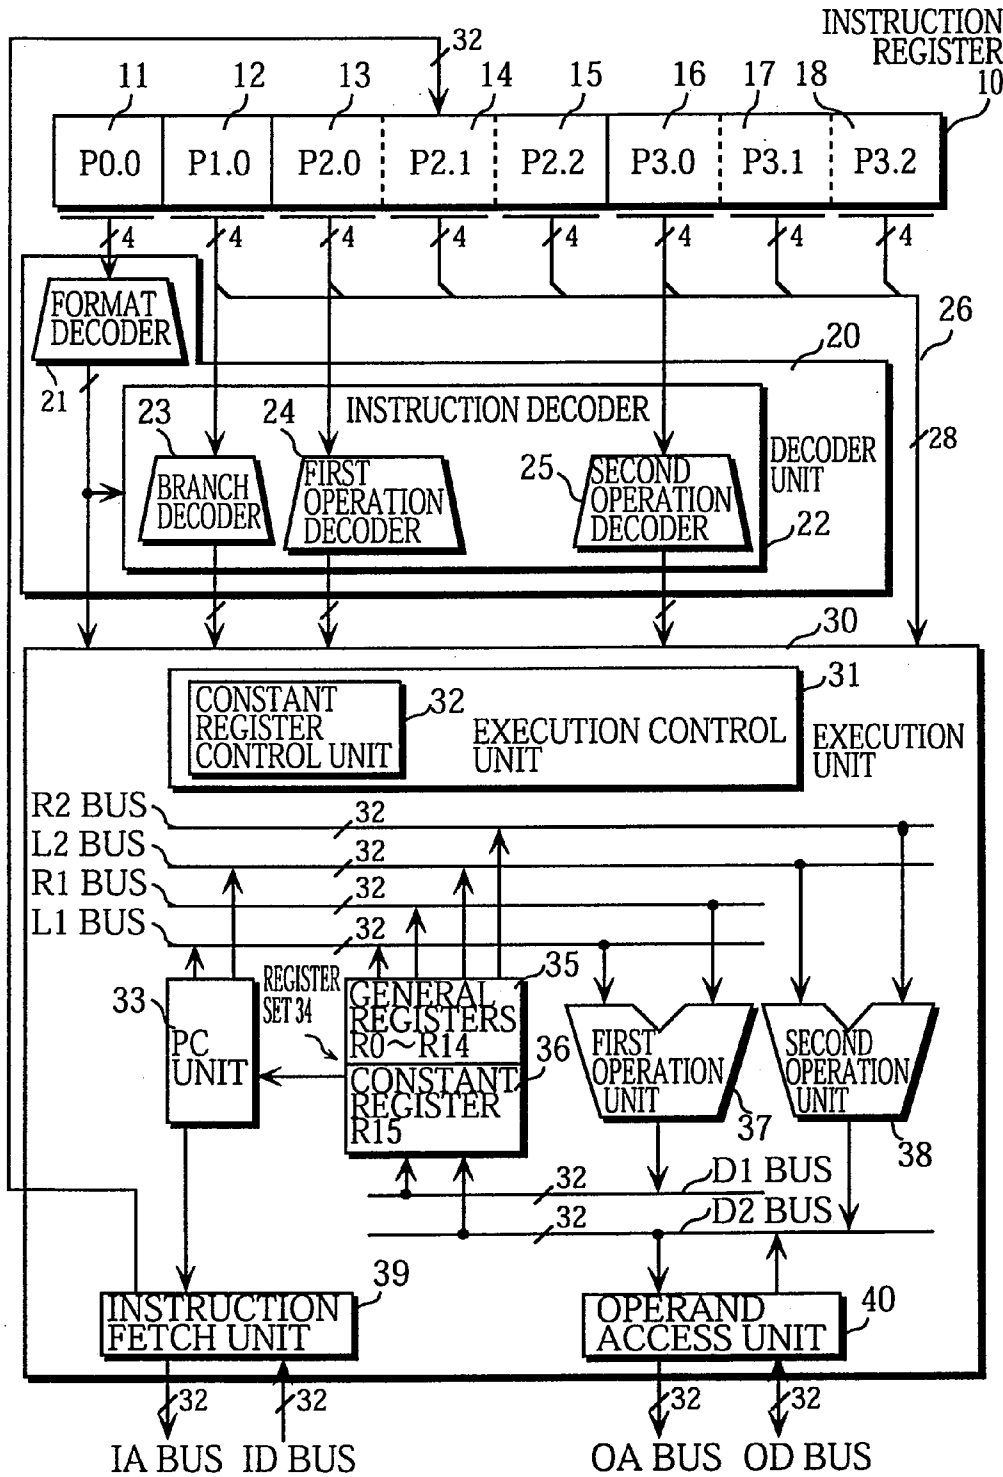 INSTRUCTION
REGISTER
32
11 12 13 14 15 16 17 18 10
P0.0 P1.0 P2.0 P2.1 P2.2 P3.0 P3.1 P3.2
4 4 4 4 4 4 4 4
FORMAT
DECODER
26
20
21
23 24 INSTRUCTION DECODER
DECODER
UNIT
28
BRANCH
DECODER
FIRST
OPERATION
DECODER
25
SECOND
OPERATION
DECODER
22
30
31
CONSTANT
REGISTER
CONTROL UNIT
32
EXECUTION CONTROL
UNIT
EXECUTION
UNIT
R2 BUS 32
L2 BUS 32
R1 BUS 32
L1 BUS 32
33
PC
UNIT
REGISTER
SET 34
35
GENERAL
REGISTERS
R0~R14
36
CONSTANT
REGISTER
R15
FIRST
OPERATION
UNIT
37
SECOND
OPERATION
UNIT
38
32 D1 BUS
32 D2 BUS
39
INSTRUCTION
FETCH UNIT
OPERAND
ACCESS UNIT
40
32 32 32 32
IA BUS ID BUS OA BUS OD BUS